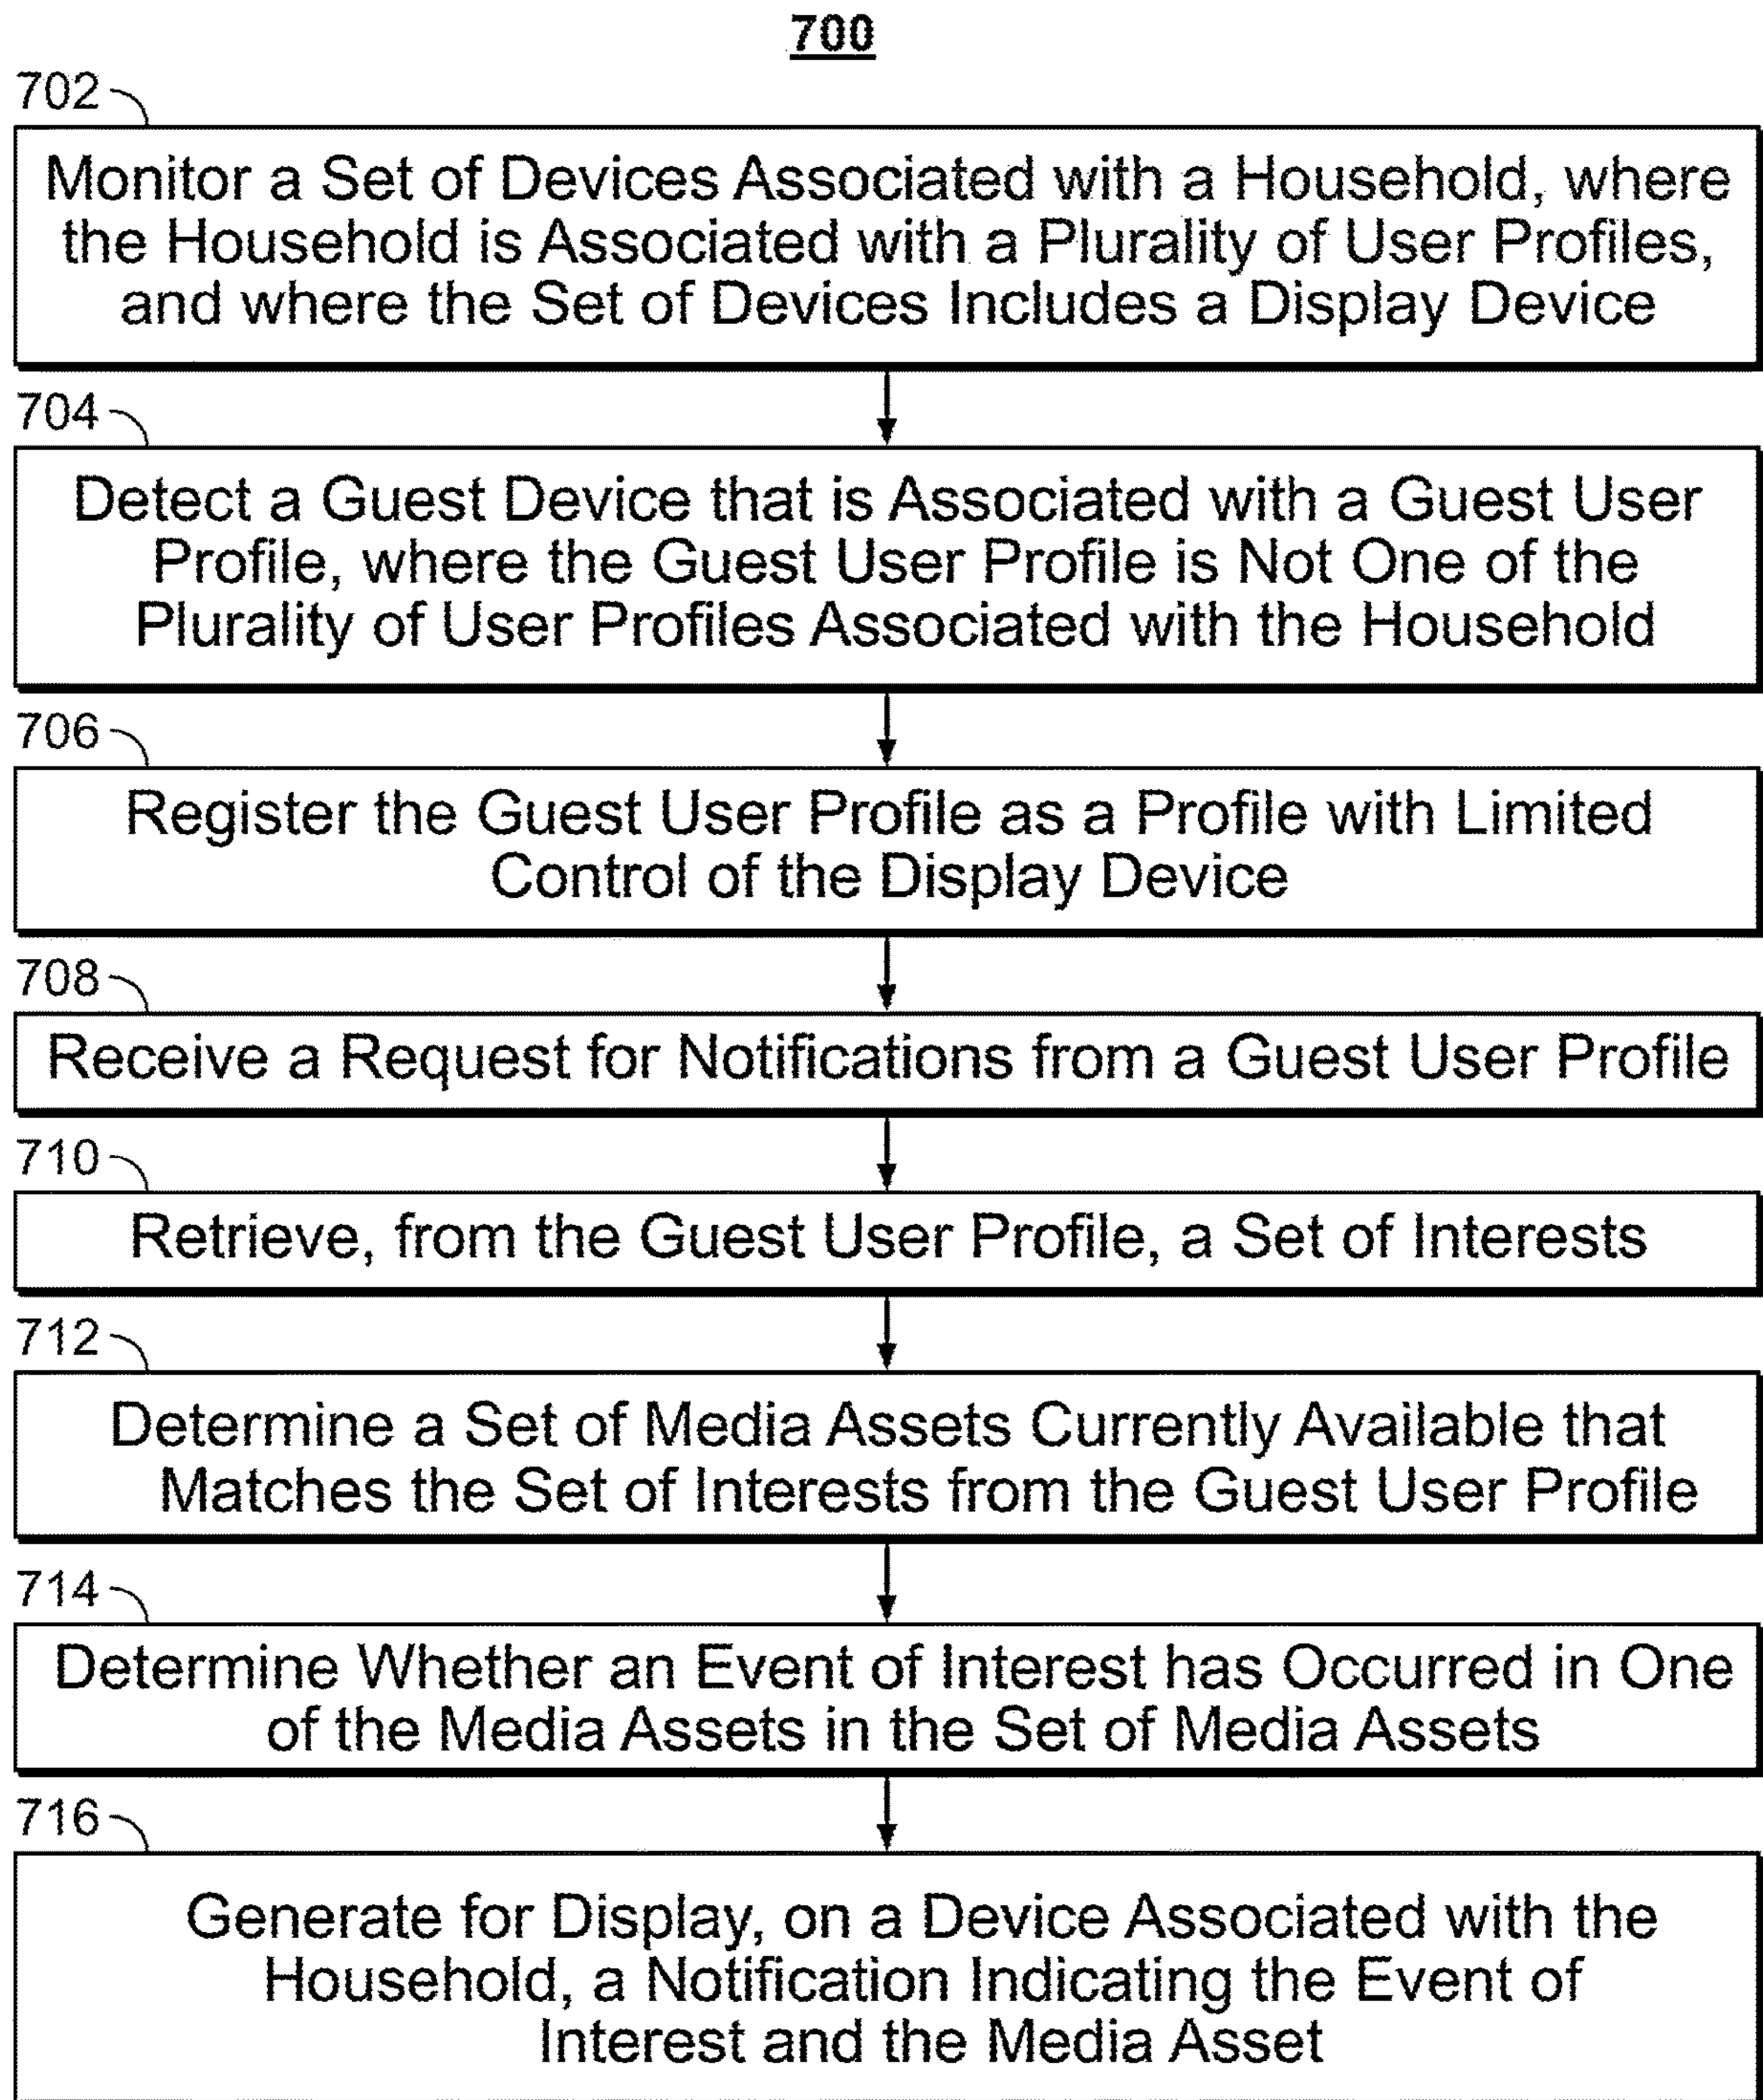 700
702
Monitor a Set of Devices Associated with a Household, where
the Household is Associated with a Plurality of User Profiles,
and where the Set of Devices Includes a Display Device
704
Detect a Guest Device that is Associated with a Guest User
Profile, where the Guest User Profile is Not One of the
Plurality of User Profiles Associated with the Household
706
Register the Guest User Profile as a Profile with Limited
Control of the Display Device
708
Receive a Request for Notifications from a Guest User Profile
710
Retrieve, from the Guest User Profile, a Set of Interests
712
Determine a Set of Media Assets Currently Available that
Matches the Set of Interests from the Guest User Profile
714
Determine Whether an Event of Interest has Occurred in One
of the Media Assets in the Set of Media Assets
716
Generate for Display, on a Device Associated with the
Household, a Notification Indicating the Event of
Interest and the Media Asset